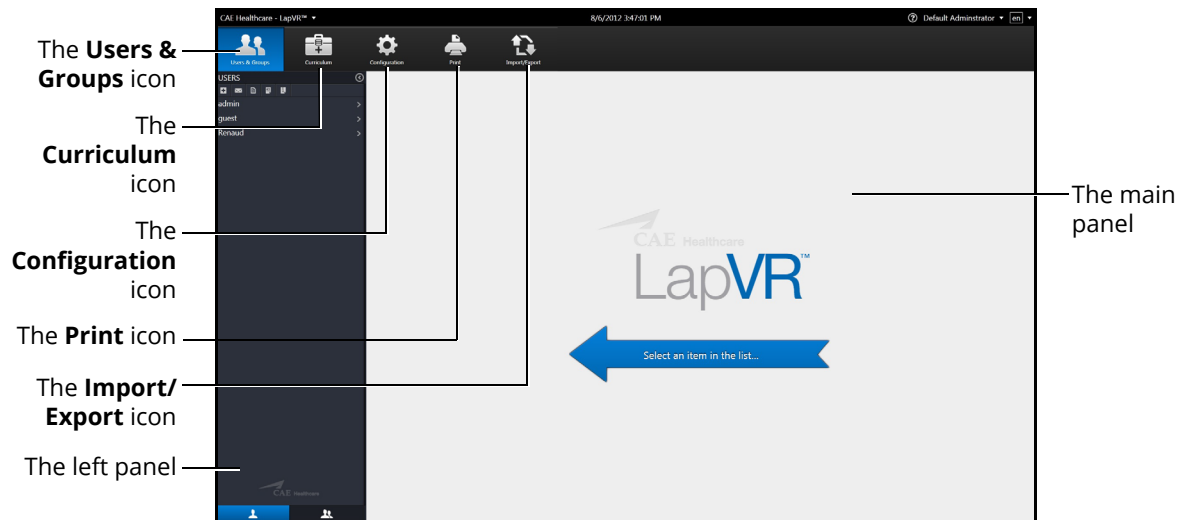 CAE Healthcare - LapVR™
8/6/2012 3:47:01 PM
Default Adminstrator
en
The Users &
Groups icon
Users & Groups
Curriculum
Configuration
Print
Import/Export
USERS
admin
guest
Renaud
The
Curriculum
icon
The main
panel
The
Configuration
icon
CAE Healthcare
LapVR™
The Print icon
Select an item in the list...
The Import/
Export icon
The left panel
CAE Healthcare